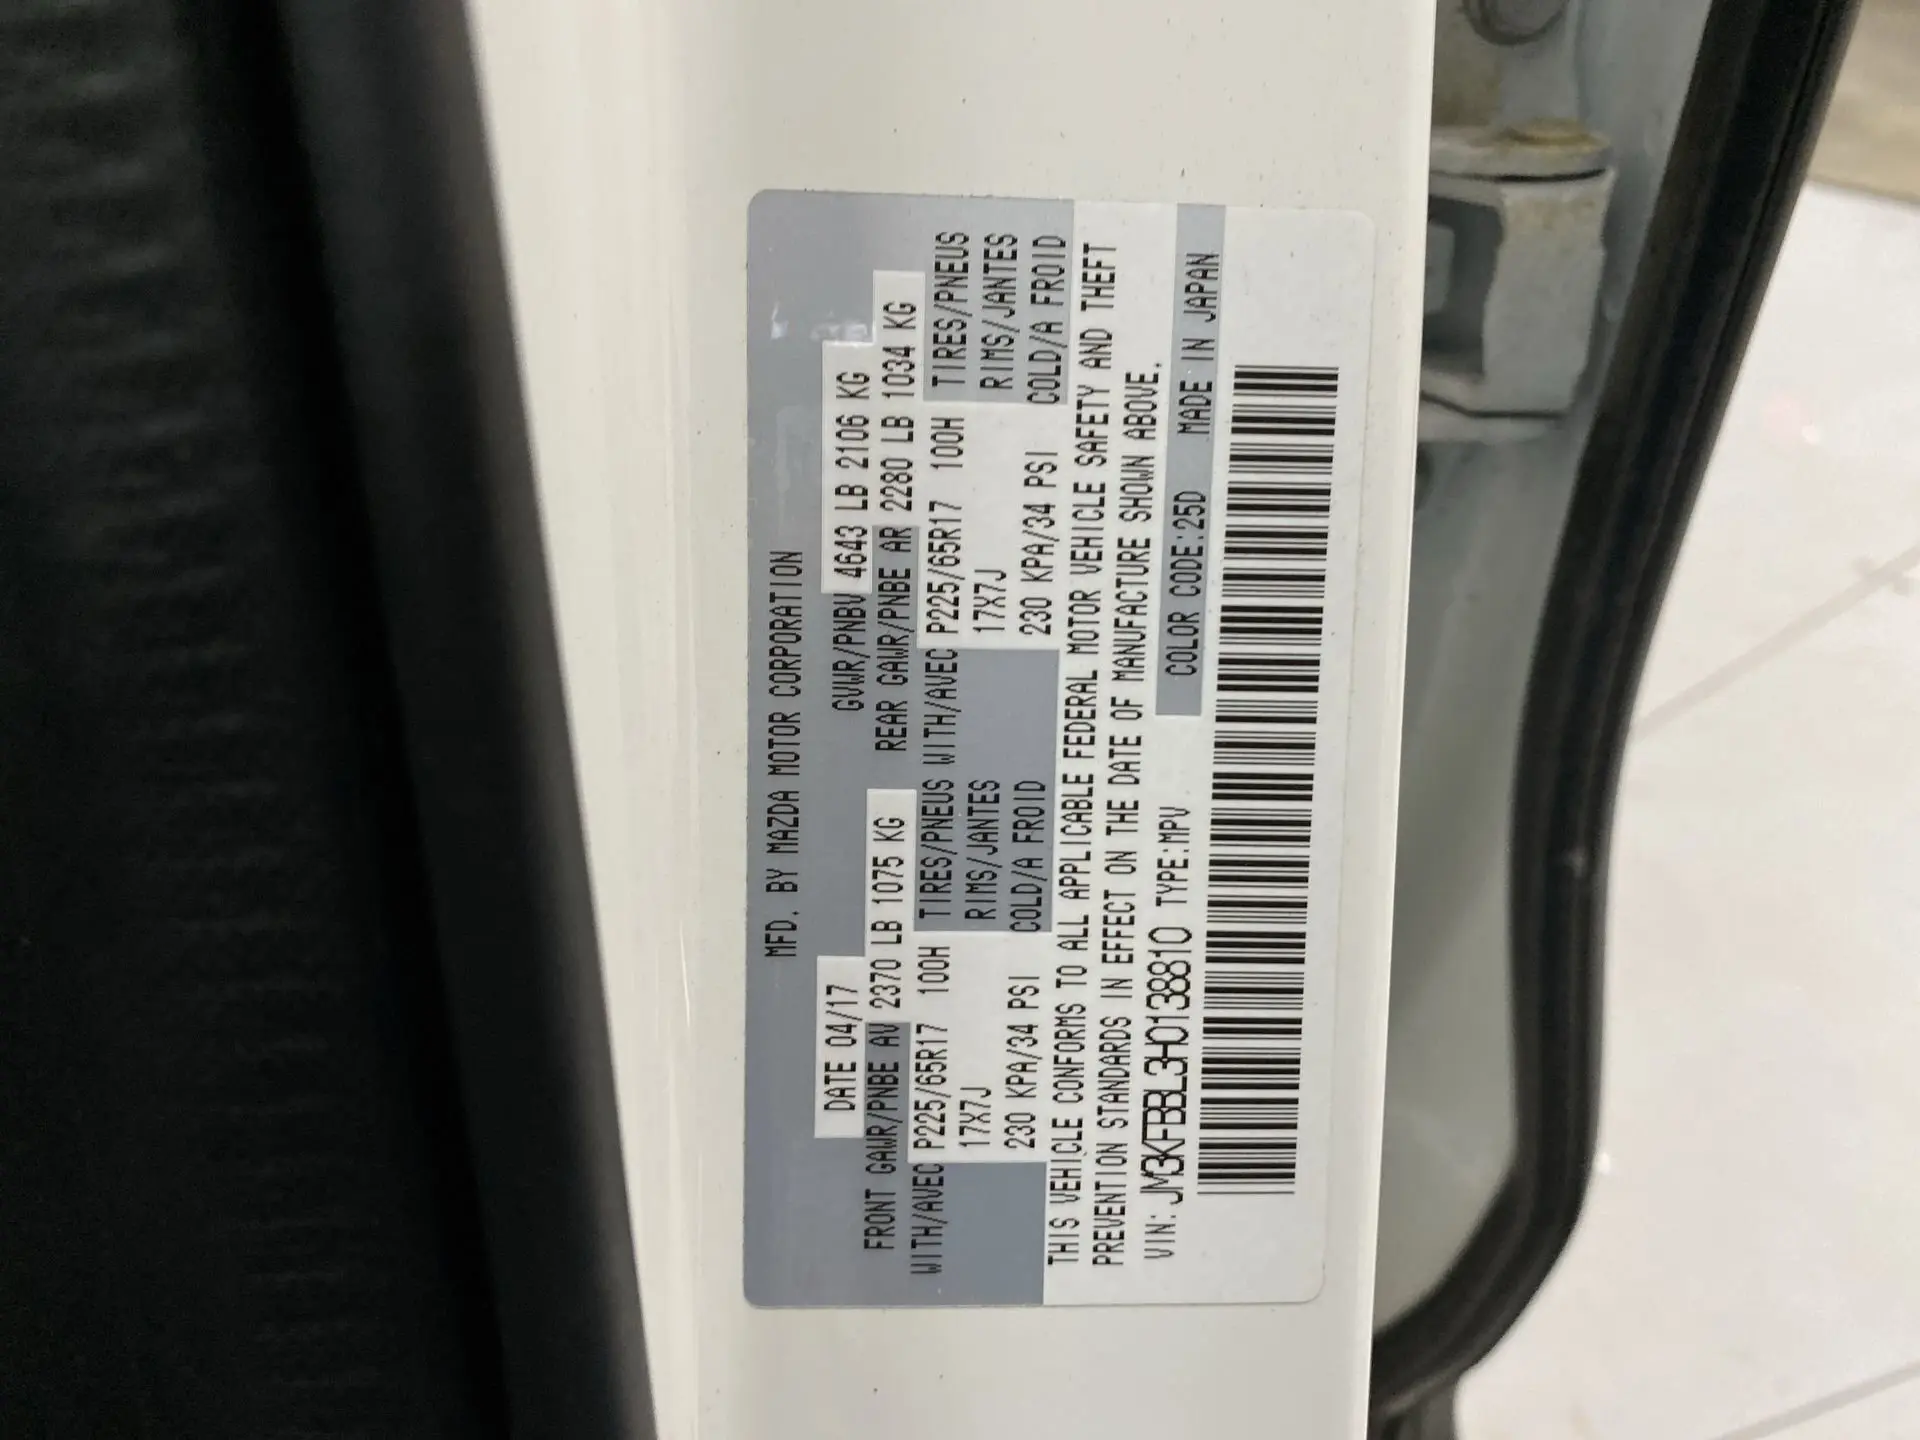 MFD. BY MAZDA MOTOR CORPORATION
DATE 04/17 GVWR/PNBV 4643 LB 2106 KG
FRONT GAWR/PNBE AV 2370 LB 1075 KG REAR GAWR/PNBE AR 2280 LB 1034 KG
WITH/AVEC P225/65R17 100H TIRES/PNEUS WITH/AVEC P225/65R17 100H TIRES/PNEUS
17X7J RIMS/JANTES 17X7J RIMS/JANTES
230 KPA/34 PSI COLD/A FROID 230 KPA/34 PSI COLD/A FROID
THIS VEHICLE CONFORMS TO ALL APPLICABLE FEDERAL MOTOR VEHICLE SAFETY AND THEFT
PREVENTION STANDARDS IN EFFECT ON THE DATE OF MANUFACTURE SHOWN ABOVE.
VIN: JM3KFBBL3H0138810 TYPE:MPV COLOR CODE:25D MADE IN JAPAN